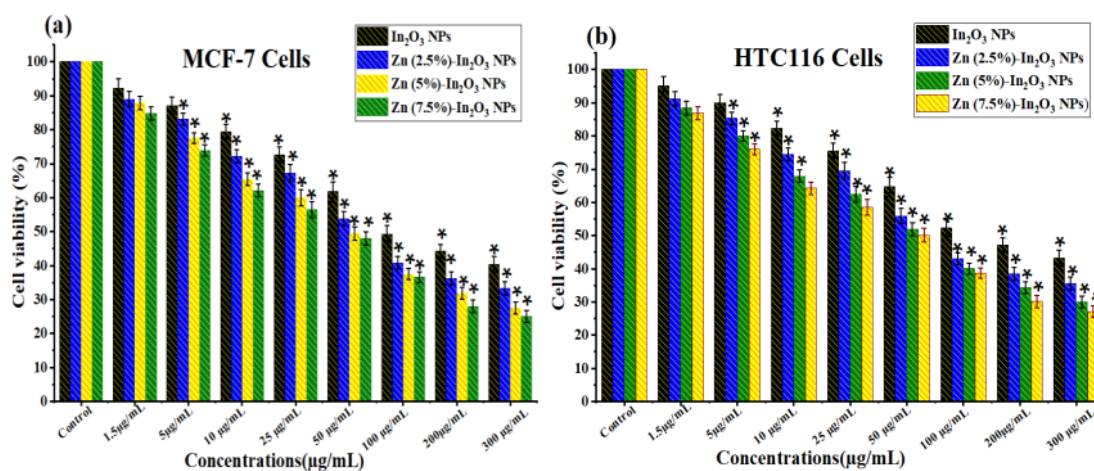 (a)
MCF-7 Cells
In₂O₃ NPs
Zn (2.5%)-In₂O₃ NPs
Zn (5%)-In₂O₃ NPs
Zn (7.5%)-In₂O₃ NPs
Cell viability (%)
110
100
90
80
70
60
50
40
30
20
10
0
* * * * * * * * * * * * * * * * * * * * * * * * * * *
Control
1.5µg/mL
5µg/mL
10 µg/mL
25 µg/mL
50 µg/mL
100 µg/mL
200µg/mL
300 µg/mL
Concentrations(µg/mL)
(b)
HTC116 Cells
In₂O₃ NPs
Zn (2.5%)-In₂O₃ NPs
Zn (5%)-In₂O₃ NPs
Zn (7.5%)-In₂O₃ NPs)
Cell viability (%)
110
100
90
80
70
60
50
40
30
20
10
0
* * * * * * * * * * * * * * * * * * * * * * * * * *
Control
1.5µg/mL
5µg/mL
10 µg/mL
25 µg/mL
50 µg/mL
100 µg/mL
200µg/mL
300 µg/mL
Concentrations(µg/mL)